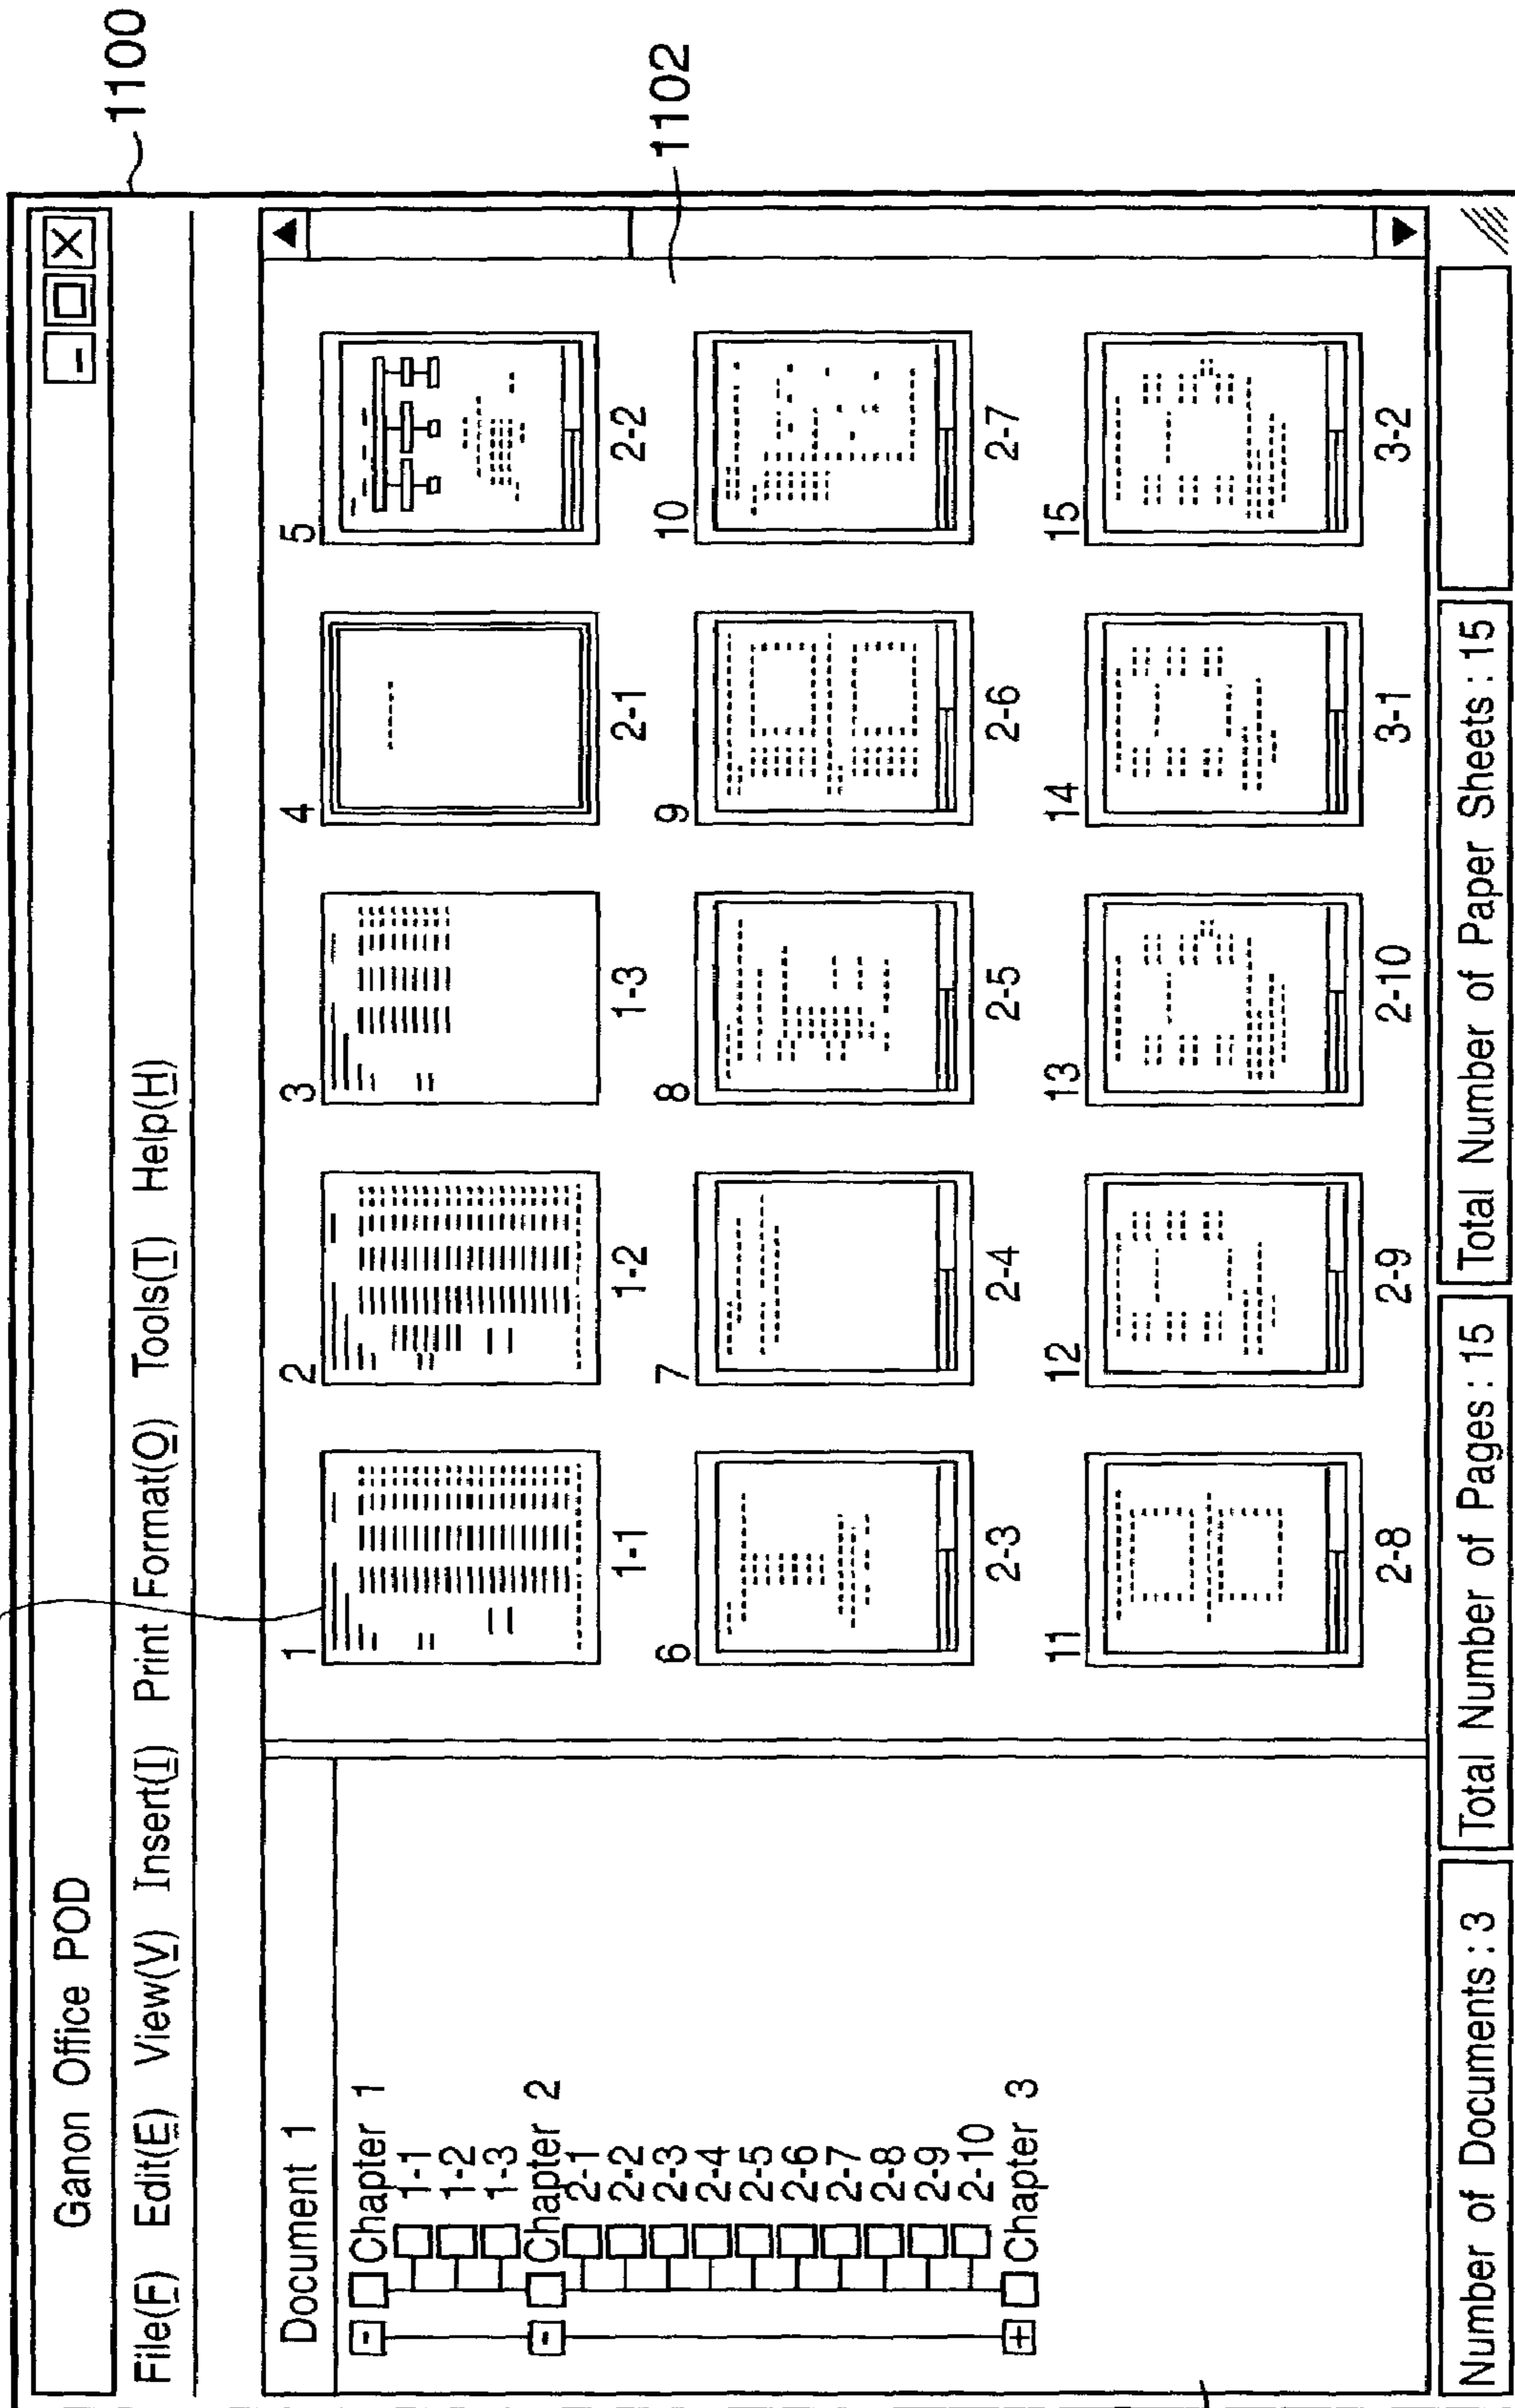 1100
Ganon Office POD
File(F) Edit(E) View(V) Insert(I) Print Format(O) Tools(T) Help(H)
1102
Document 1
Chapter 1
1-1
1-2
1-3
Chapter 2
2-1
2-2
2-3
2-4
2-5
2-6
2-7
2-8
2-9
2-10
Chapter 3
1 2 3 4 5
1-1 1-2 1-3 2-1 2-2
6 7 8 9 10
2-3 2-4 2-5 2-6 2-7
11 12 13 14 15
2-8 2-9 2-10 3-1 3-2
Number of Documents : 3 Total Number of Pages : 15 Total Number of Paper Sheets : 15